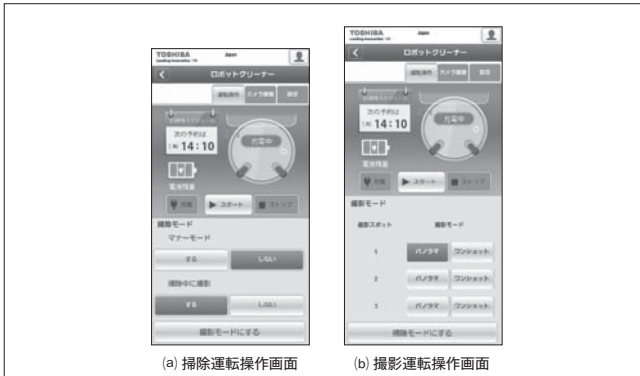 TOSHIBA
Leading Innovation
Japan
ロボットクリーナー
運転操作 カメラ画像 設定
次の予約は
14:10
充電中
電池残量
充電 ▶ スタート ■ ストップ
掃除モード
マナーモード
する しない
掃除中に撮影
する しない
撮影モードにする
(a) 掃除運転操作画面
TOSHIBA
Leading Innovation
Japan
ロボットクリーナー
運転操作 カメラ画像 設定
次の予約は
14:10
充電中
電池残量
充電 ▶ スタート ■ ストップ
撮影モード
撮影スポット 撮影モード
1 パノラマ ワンショット
2 パノラマ ワンショット
3 パノラマ ワンショット
掃除モードにする
(b) 撮影運転操作画面